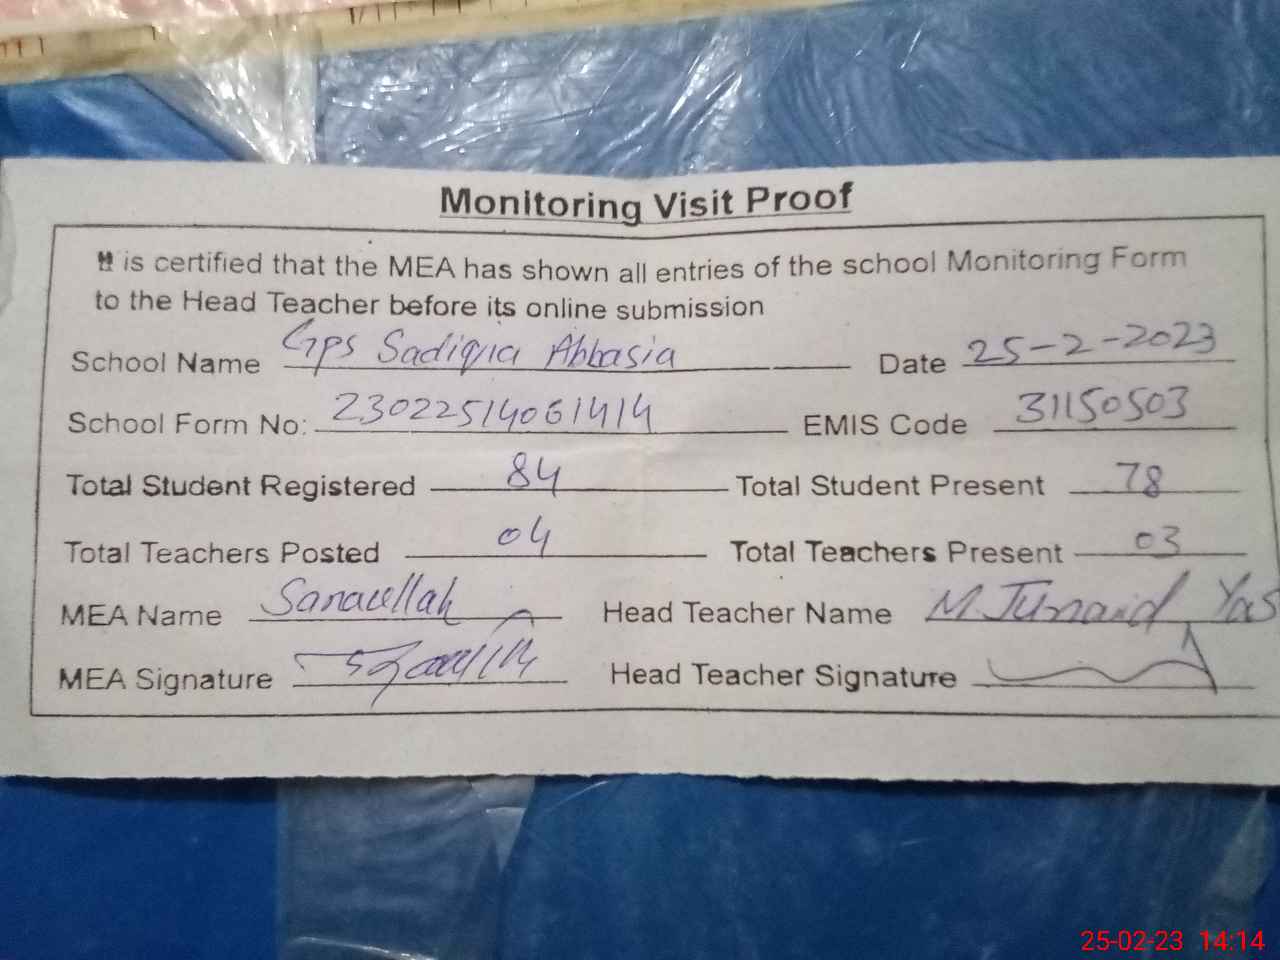 Monitoring Visit Proof
It is certified that the MEA has shown all entries of the school Monitoring Form
to the Head Teacher before its online submission
School Name Gps Sadiqia Abbasia Date 25-2-2023
School Form No: 23022514061414 EMIS Code 31150503
Total Student Registered 84 Total Student Present 78
Total Teachers Posted 04 Total Teachers Present 03
MEA Name Sanaullah Head Teacher Name M. Junaid Yas
MEA Signature Head Teacher Signature
25-02-23 14:14